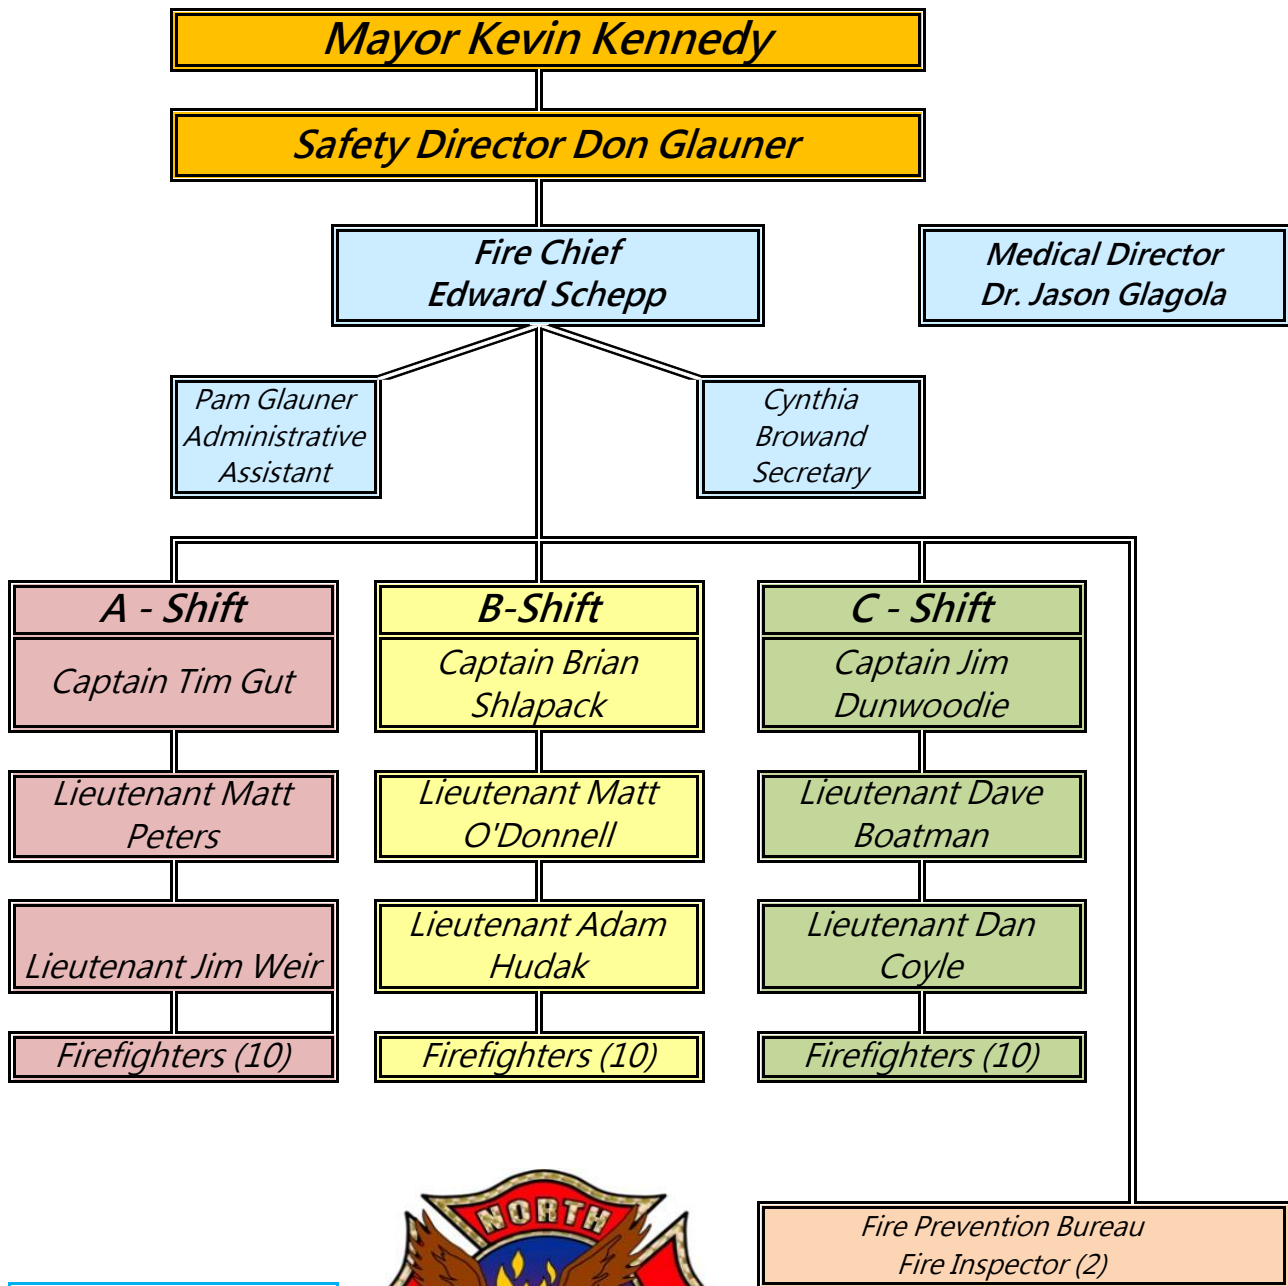 Mayor Kevin Kennedy
Safety Director Don Glauner
Fire Chief
Edward Schepp
Medical Director
Dr. Jason Glagola
Pam Glauner
Administrative
Assistant
Cynthia
Browand
Secretary
A - Shift
Captain Tim Gut
Lieutenant Matt
Peters
Lieutenant Jim Weir
Firefighters (10)
B-Shift
Captain Brian
Shlapack
Lieutenant Matt
O'Donnell
Lieutenant Adam
Hudak
Firefighters (10)
C - Shift
Captain Jim
Dunwoodie
Lieutenant Dave
Boatman
Lieutenant Dan
Coyle
Firefighters (10)
NORTH
Fire Prevention Bureau
Fire Inspector (2)